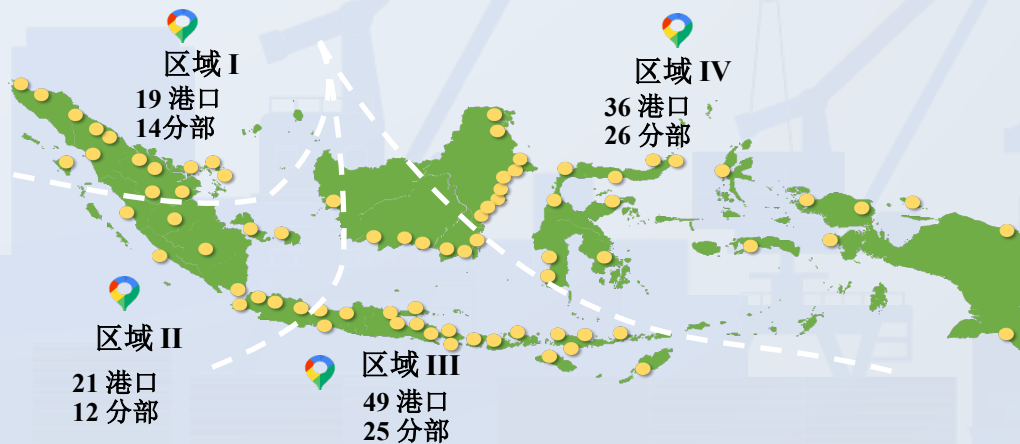 区域 I
19 港口
14分部
区域 IV
36 港口
26 分部
区域 II
21 港口
12 分部
区域 III
49 港口
25 分部